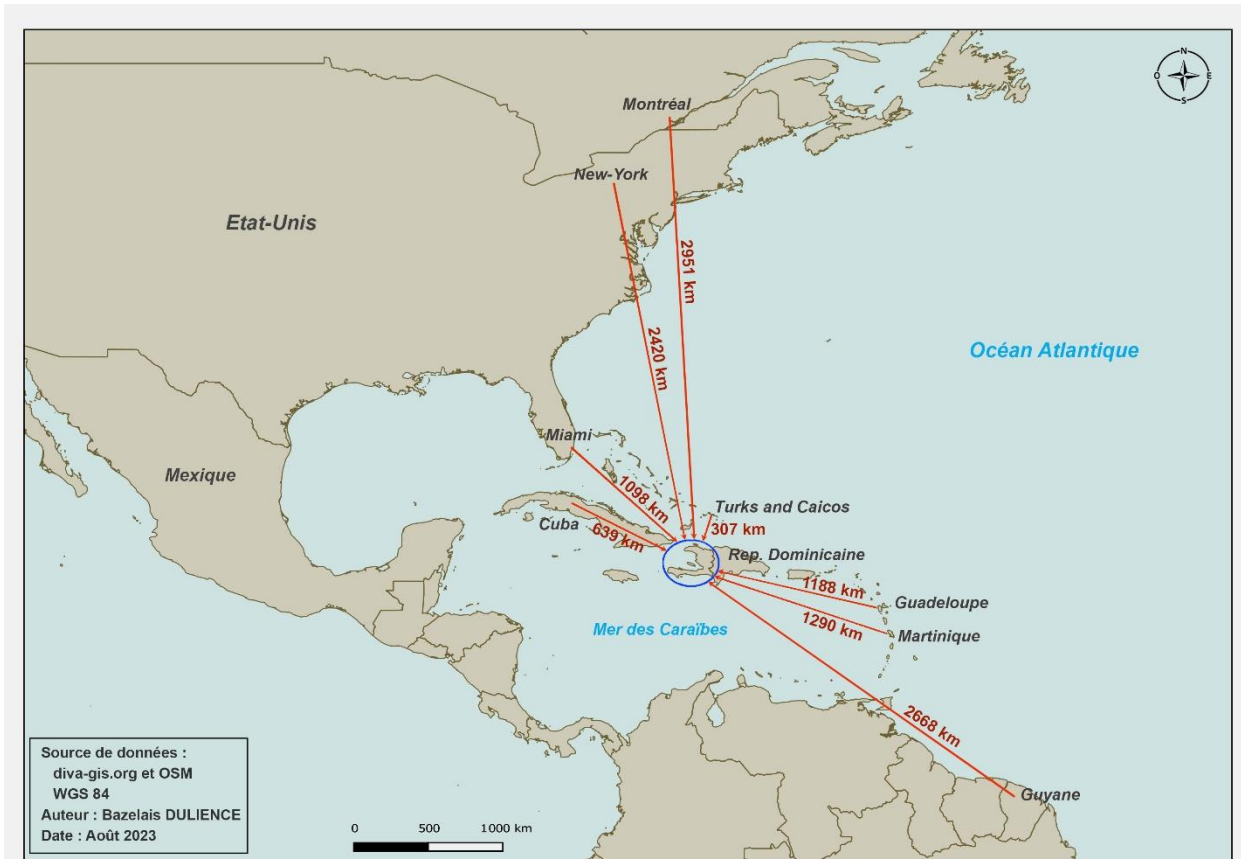 N
O
E
S
Montréal
New-York
Etat-Unis
2951 km
2420 km
Océan Atlantique
Miami
Mexique
1098 km
Turks and Caicos
Cuba
639 km
307 km
Rep. Dominicaine
1188 km
Guadeloupe
1290 km
Mer des Caraïbes
Martinique
2668 km
Guyane
Source de données :
diva-gis.org et OSM
WGS 84
Auteur : Bazelais DULIENCE
Date : Août 2023
0 500 1000 km